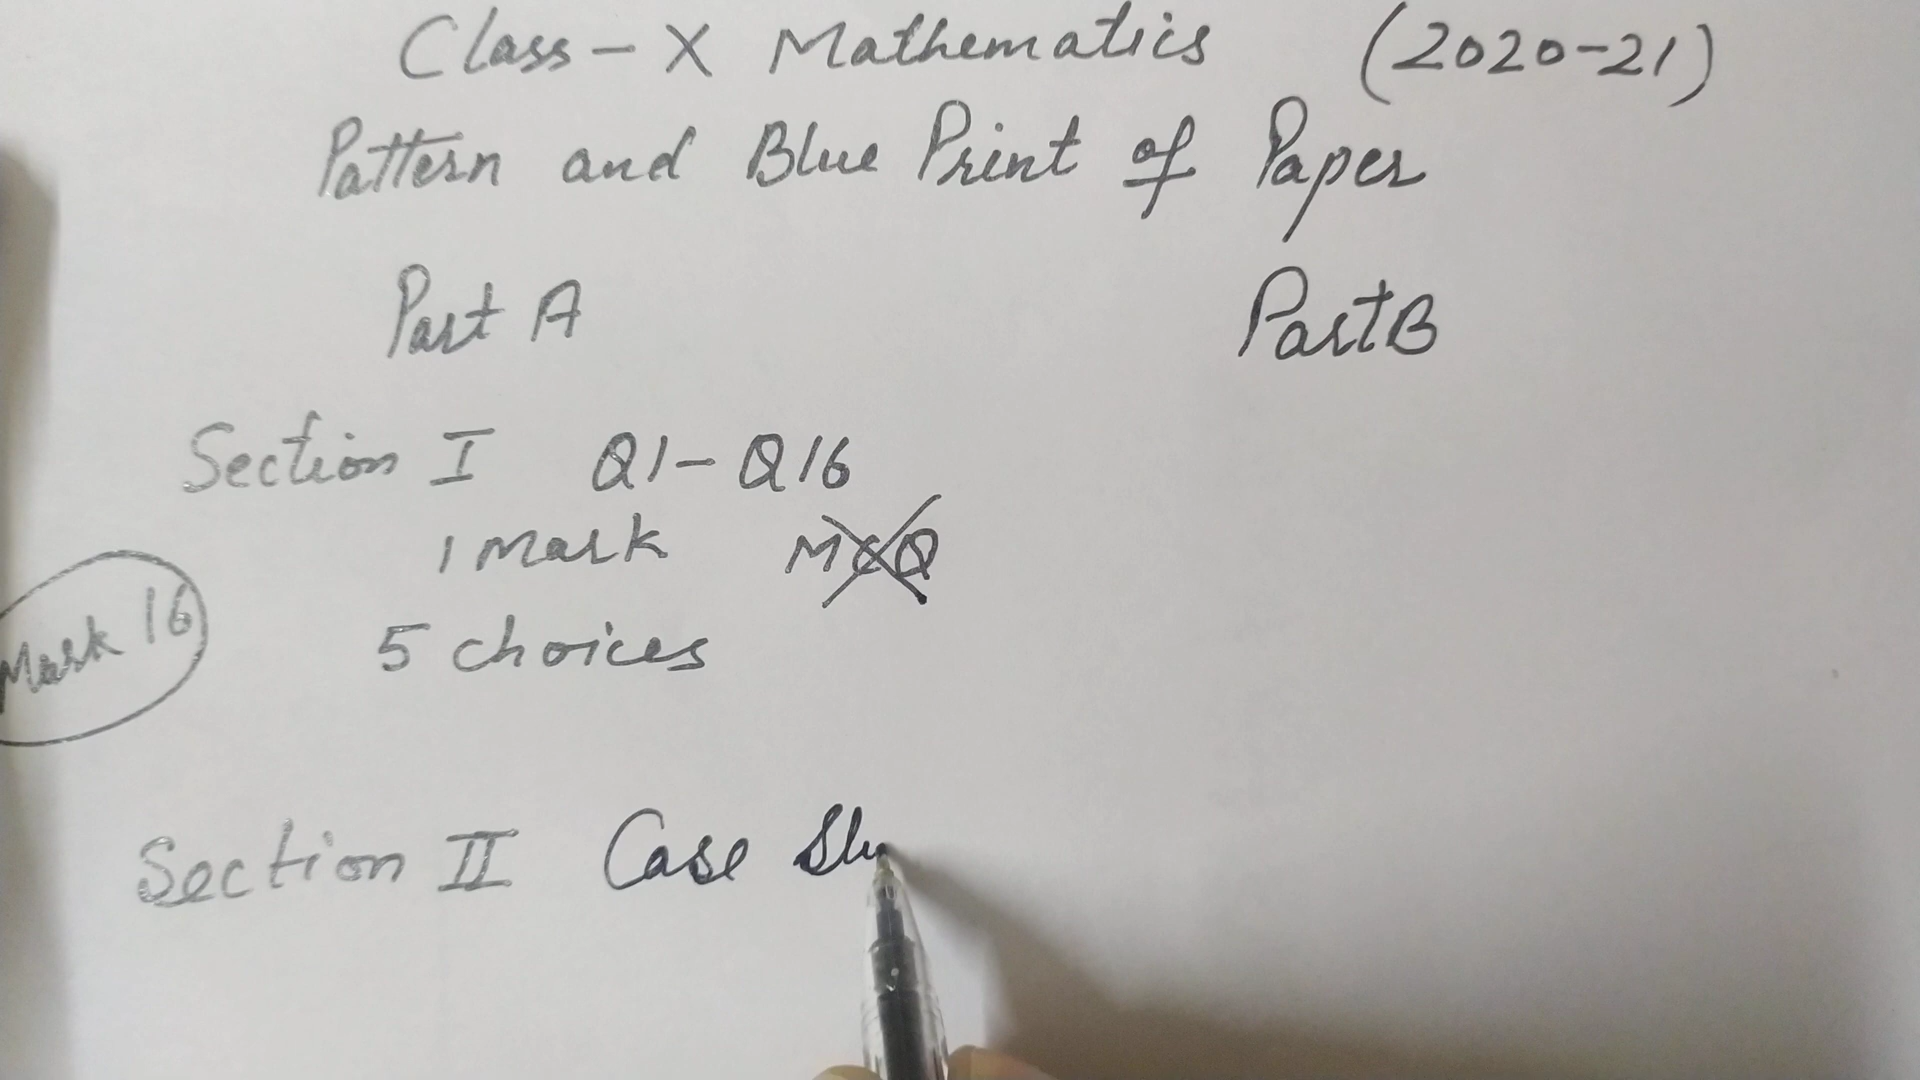 Class - X Mathematics (2020-21)
Pattern and Blue Print of Paper
Part A Part B
Section I Q1 - Q16
1 Mark MCQ
Mark 16
5 choices
Section II Case Stu